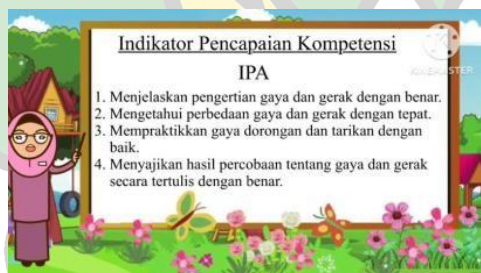 Indikator Pencapaian Kompetensi
IPA
KINEMASTER
1. Menjelaskan pengertian gaya dan gerak dengan benar.
2. Mengetahui perbedaan gaya dan gerak dengan tepat.
3. Mempraktikkan gaya dorongan dan tarikan dengan
baik.
4. Menyajikan hasil percobaan tentang gaya dan gerak
secara tertulis dengan benar.